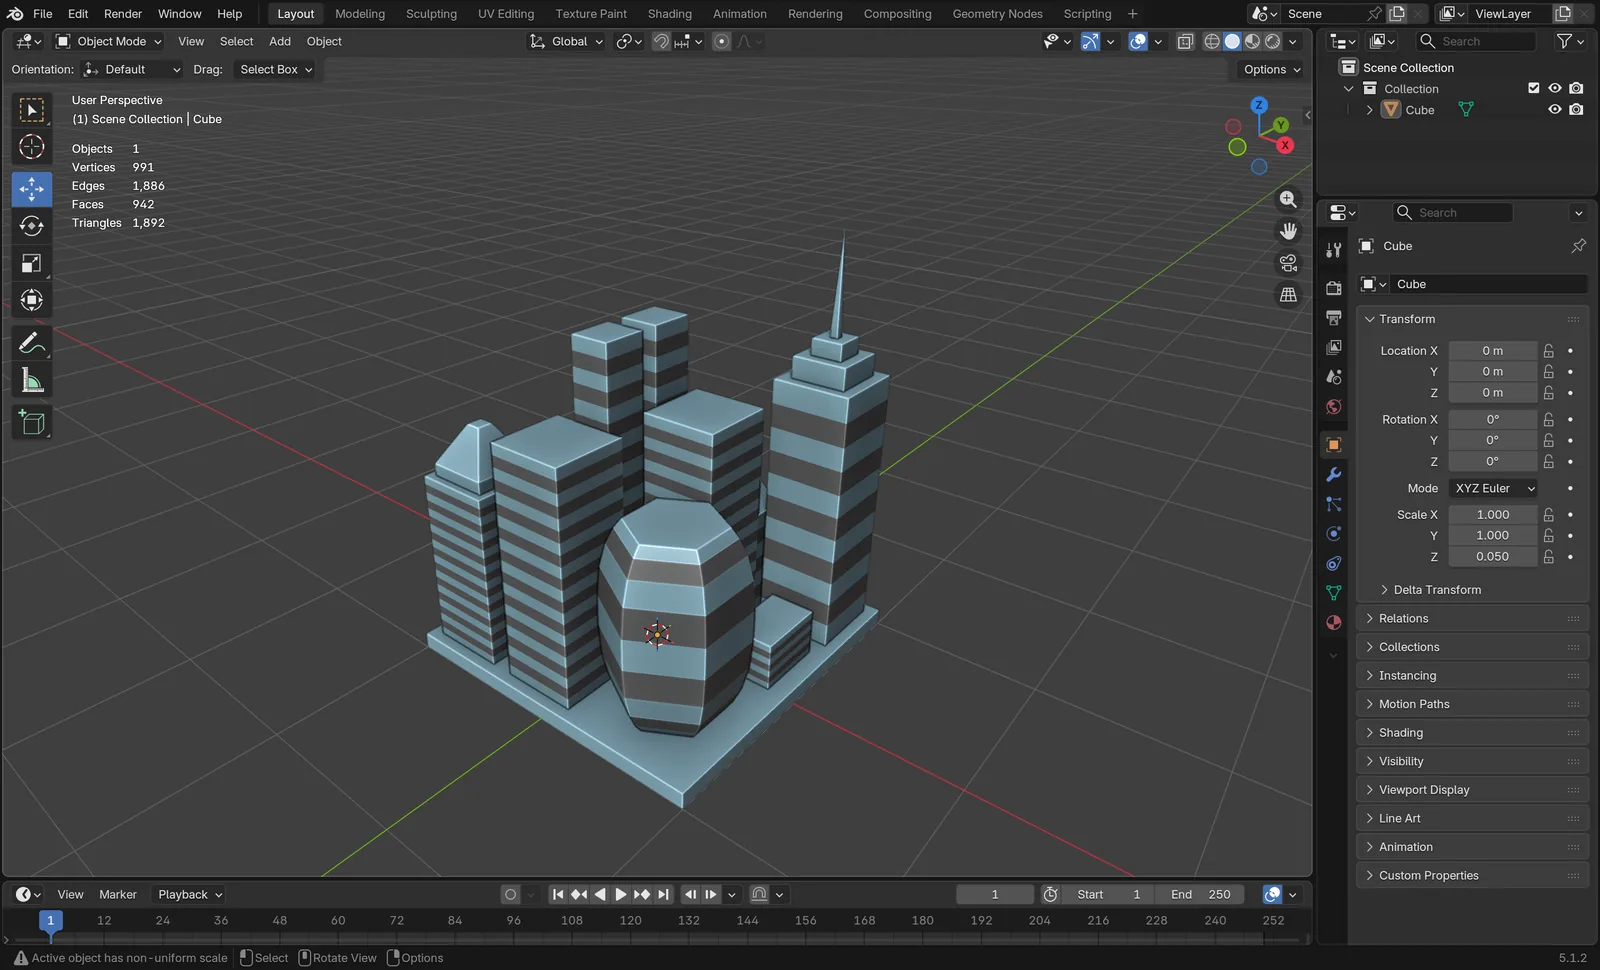 File Edit Render Window Help Layout Modeling Sculpting UV Editing Texture Paint Shading Animation Rendering Compositing Geometry Nodes Scripting + Scene ViewLayer
Object Mode View Select Add Object Global
Orientation: Default Drag: Select Box Options
User Perspective
(1) Scene Collection | Cube
Objects 1
Vertices 991
Edges 1,886
Faces 942
Triangles 1,892
Z
Y
X
Search
Scene Collection
Collection
Cube
Search
Cube
Cube
Transform
Location X 0 m
Y 0 m
Z 0 m
Rotation X 0°
Y 0°
Z 0°
Mode XYZ Euler
Scale X 1.000
Y 1.000
Z 0.050
Delta Transform
Relations
Collections
Instancing
Motion Paths
Shading
Visibility
Viewport Display
Line Art
Animation
Custom Properties
View Marker Playback 1 Start 1 End 250
1 12 24 36 48 60 72 84 96 108 120 132 144 156 168 180 192 204 216 228 240 252
Active object has non-uniform scale Select Rotate View Options 5.1.2